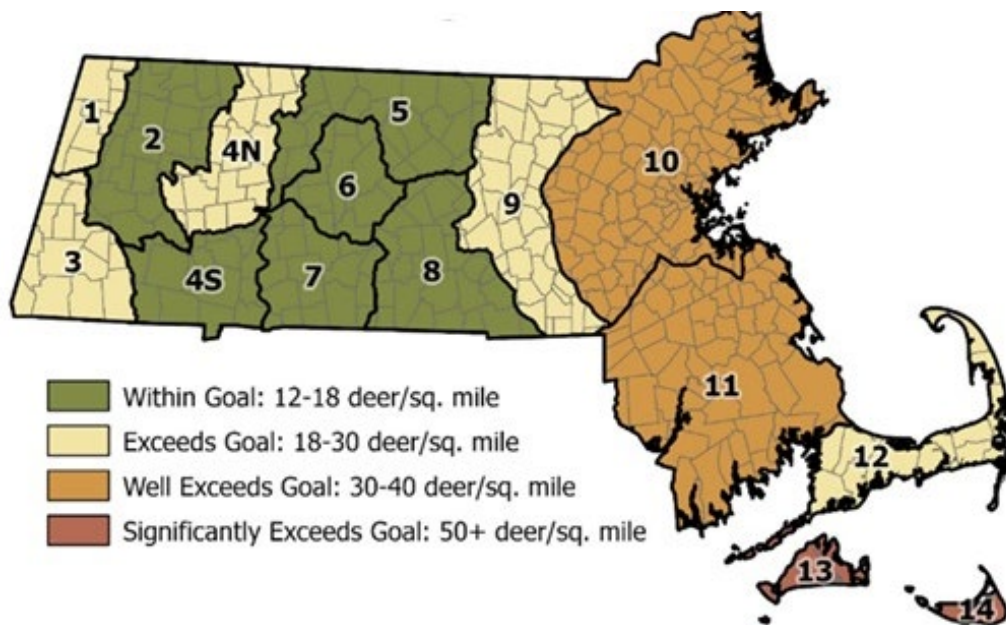 1
2
4N
5
10
6
9
3
4S
7
8
11
12
13
14
Within Goal: 12-18 deer/sq. mile
Exceeds Goal: 18-30 deer/sq. mile
Well Exceeds Goal: 30-40 deer/sq. mile
Significantly Exceeds Goal: 50+ deer/sq. mile